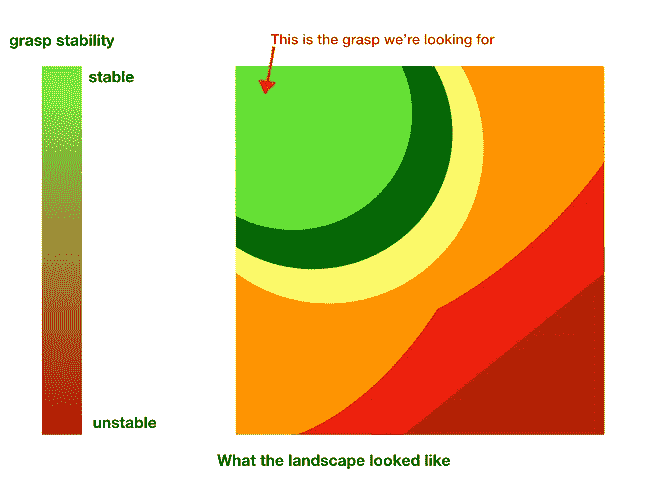 grasp stability
This is the grasp we're looking for
stable
unstable
What the landscape looked like